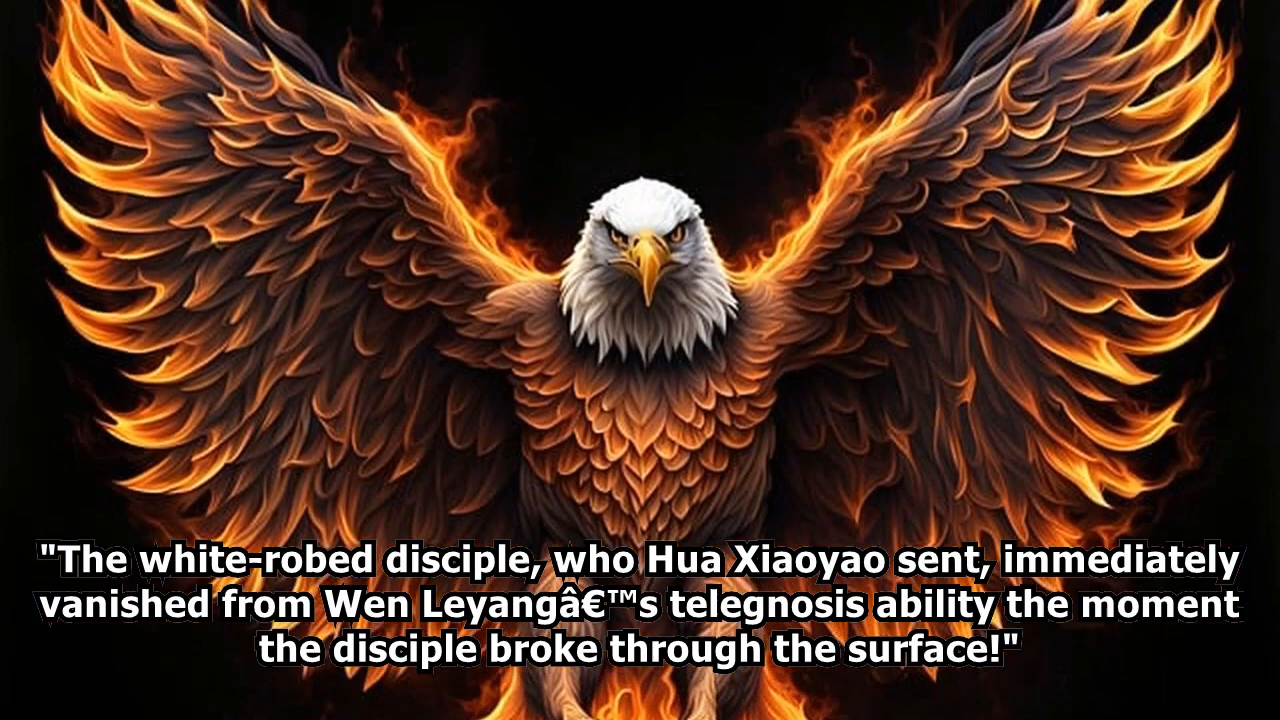 "The white-robed disciple, who Hua Xiaoyao sent, immediately
vanished from Wen Leyangâ€™s telegnosis ability the moment
the disciple broke through the surface!"